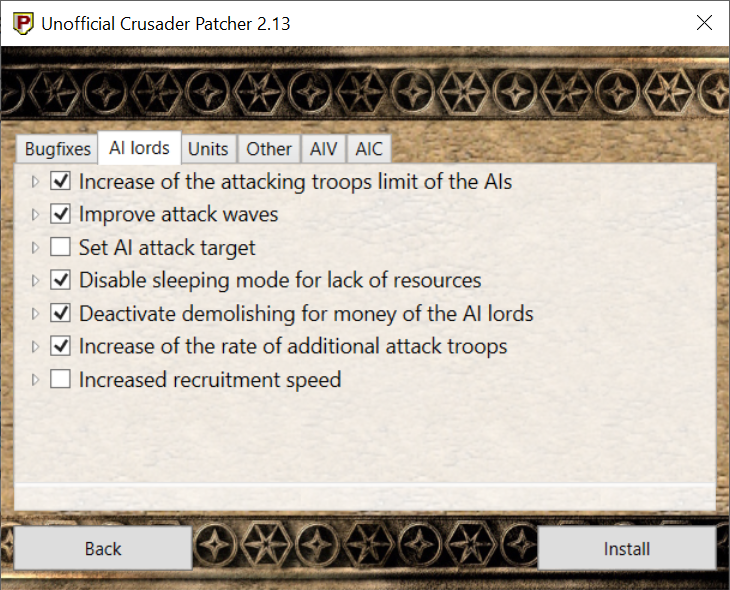 P Unofficial Crusader Patcher 2.13
Bugfixes AI lords Units Other AIV AIC
Increase of the attacking troops limit of the AIs
Improve attack waves
Set AI attack target
Disable sleeping mode for lack of resources
Deactivate demolishing for money of the AI lords
Increase of the rate of additional attack troops
Increased recruitment speed
Back Install